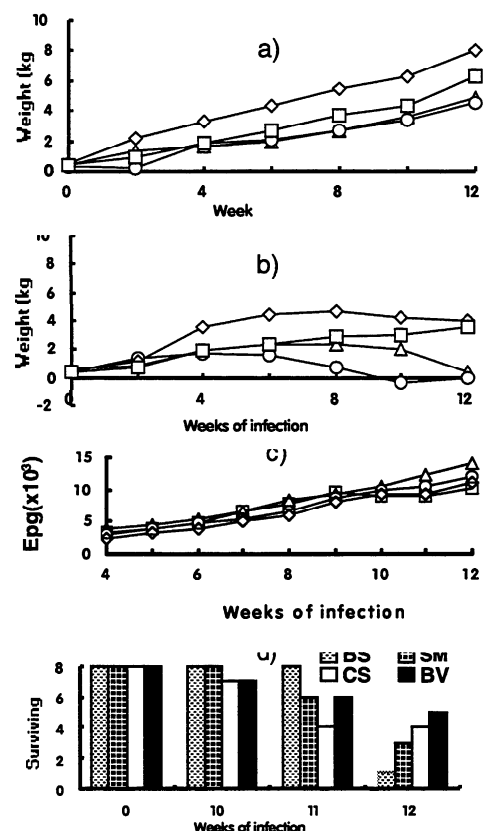 10
8
a)
6
4
2
0
Weight (kg
0 4 8 12
Week
b)
8
6
4
2
0
-2
Weight (kg
0 4 8 12
Weeks of infection
c)
15
10
5
0
Epg(x10³)
4 6 8 10 12
Weeks of infection
d)
BS SM
CS BV
8
6
4
2
0
Surviving
0 10 11 12
Weeks of infection